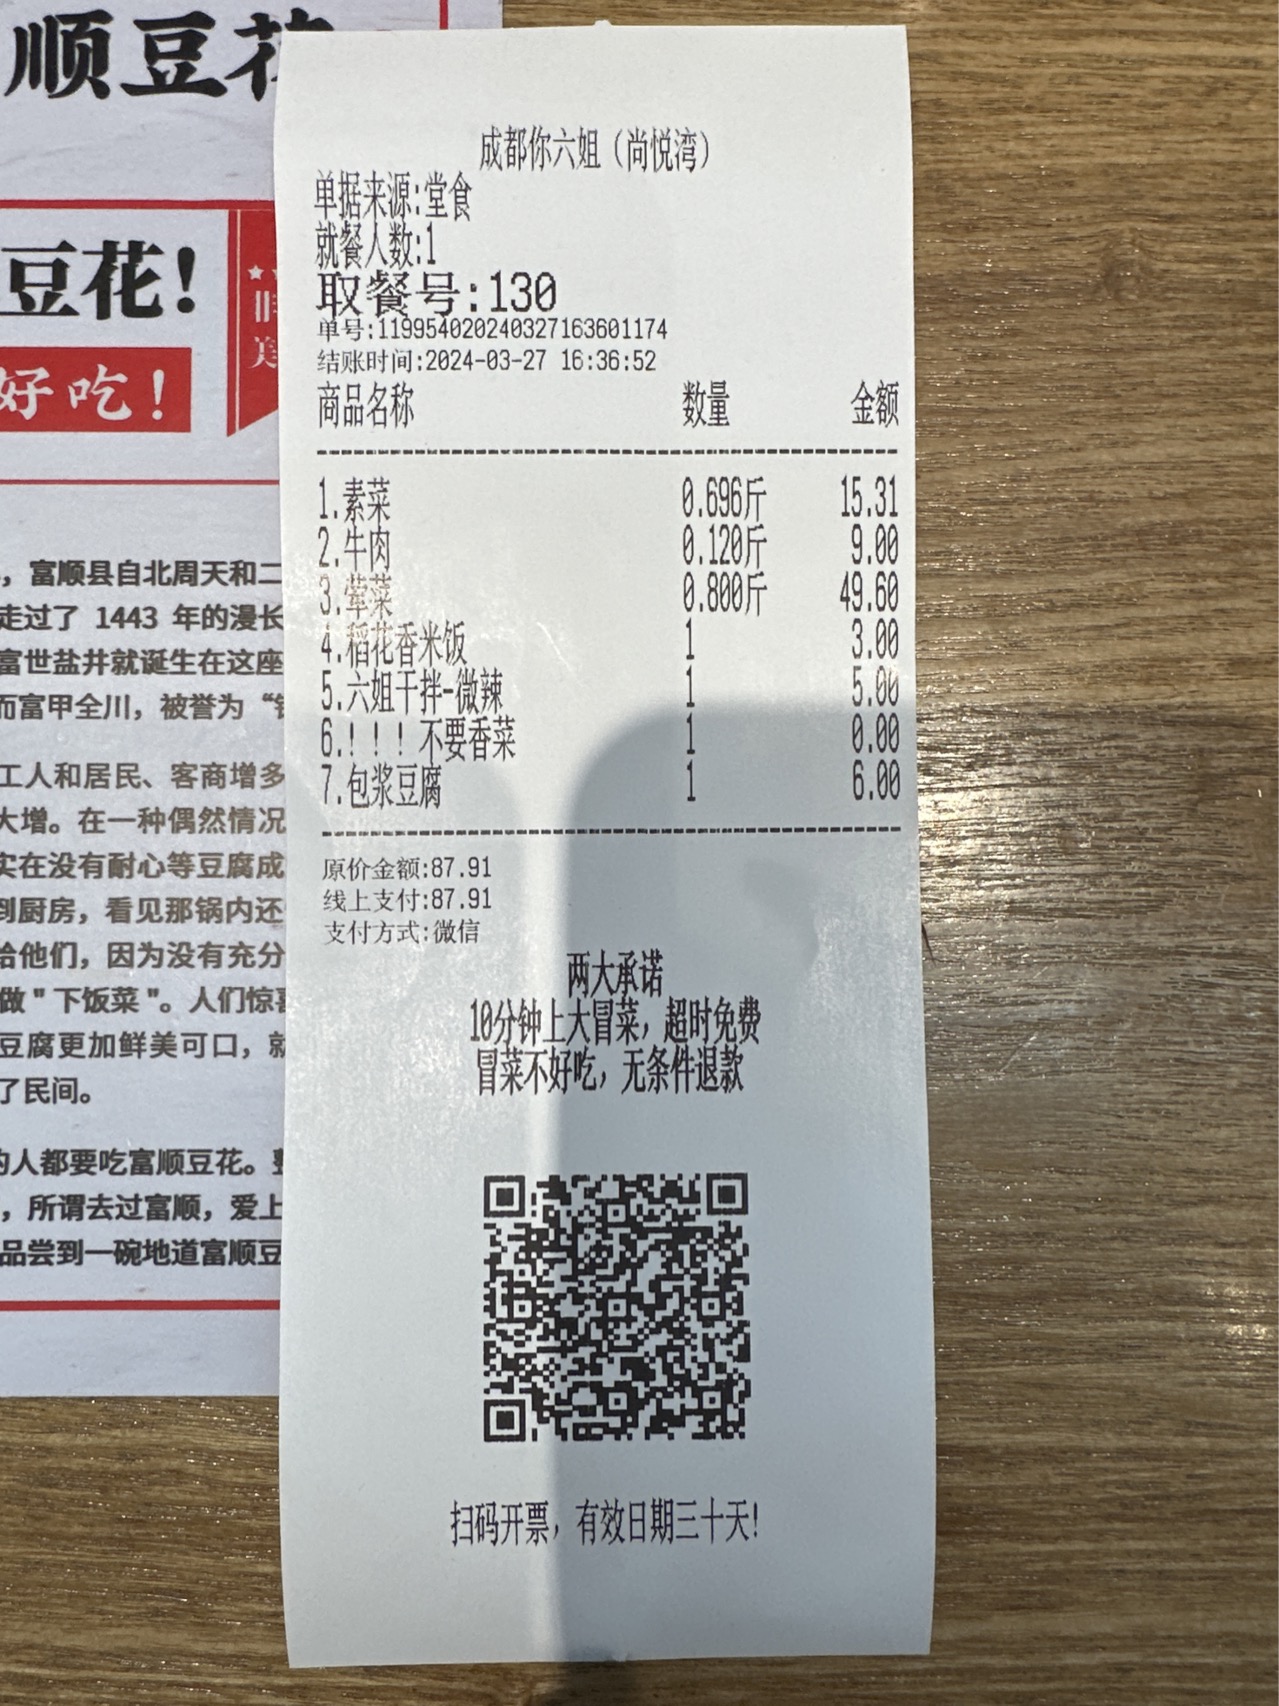 顺豆花
豆花！
好吃！
，富顺县自北周天和二
走过了 1443 年的漫长
富世盐井就诞生在这座
而富甲全川，被誉为“
工人和居民、客商增多
大增。在一种偶然情况
实在没有耐心等豆腐成
到厨房，看见那锅内还
给他们，因为没有充分
做"下饭菜"。人们惊
豆腐更加鲜美可口，就
了民间。
的人都要吃富顺豆花。
，所谓去过富顺，爱上
品尝到一碗地道富顺豆
成都你六姐（尚悦湾）
单据来源:堂食
就餐人数:1
取餐号:130
单号:119954020240327163601174
结账时间:2024-03-27 16:36:52
商品名称 数量 金额
1.素菜 0.696斤 15.31
2.牛肉 0.120斤 9.00
3.荤菜 0.800斤 49.60
4.稻花香米饭 1 3.00
5.六姐干拌-微辣 1 5.00
6.！！！不要香菜 1 0.00
7.包浆豆腐 1 6.00
原价金额:87.91
线上支付:87.91
支付方式:微信
两大承诺
10分钟上大冒菜，超时免费
冒菜不好吃，无条件退款
扫码开票，有效日期三十天!